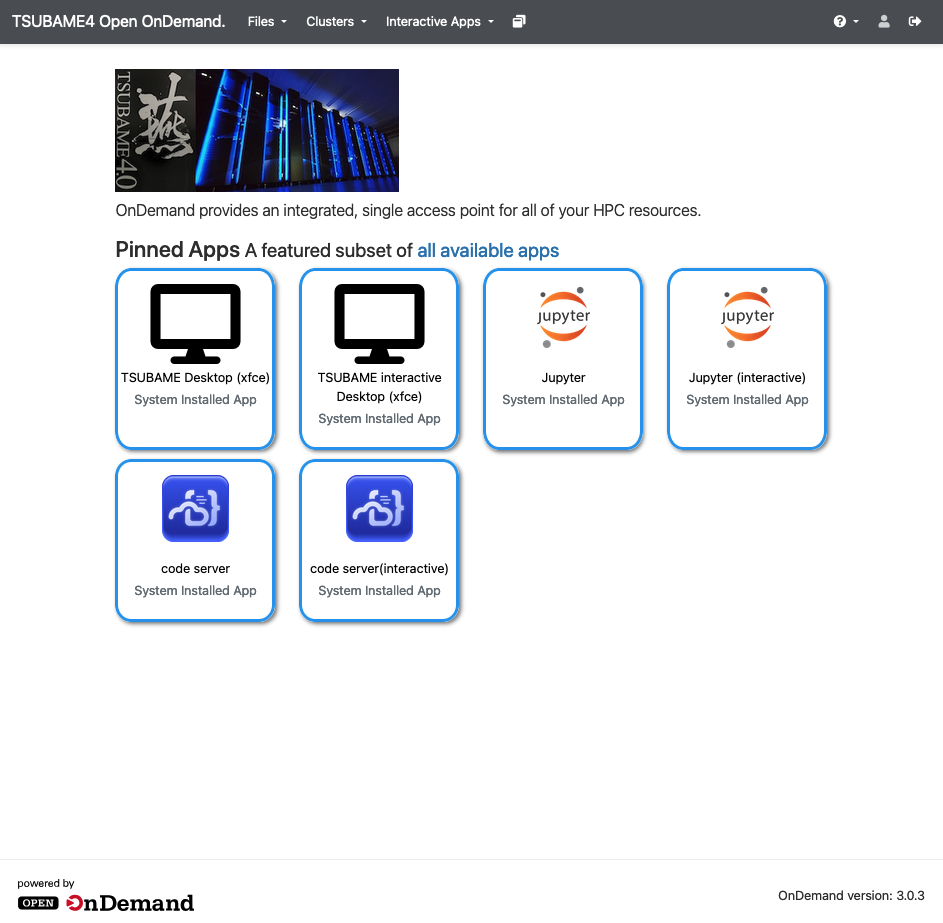 TSUBAME4 Open OnDemand. Files Clusters Interactive Apps
TSUBAME4.0
燕
OnDemand provides an integrated, single access point for all of your HPC resources.
Pinned Apps A featured subset of all available apps
TSUBAME Desktop (xfce)
System Installed App
TSUBAME interactive
Desktop (xfce)
System Installed App
jupyter
Jupyter
System Installed App
jupyter
Jupyter (interactive)
System Installed App
code server
System Installed App
code server(interactive)
System Installed App
powered by
OPEN OnDemand
OnDemand version: 3.0.3